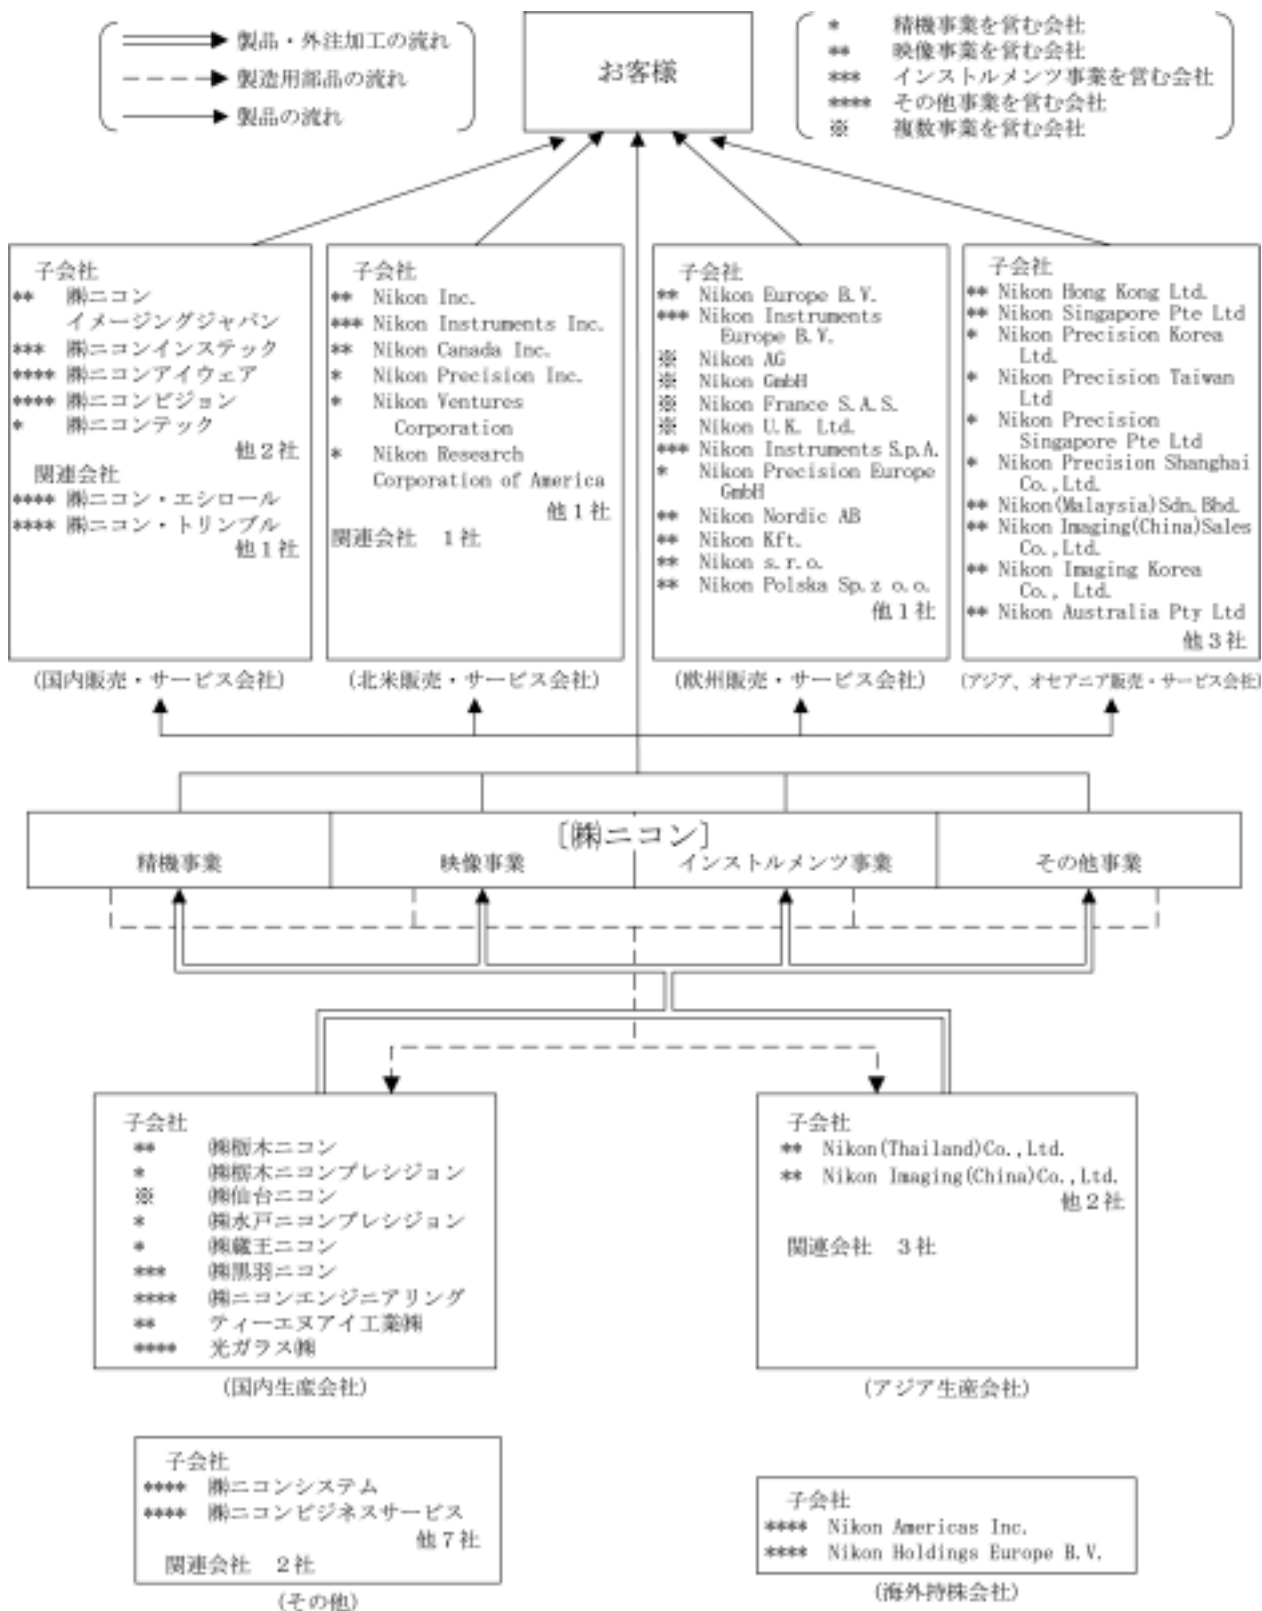 製品・外注加工の流れ
製造用部品の流れ
製品の流れ
お客様
* 精機事業を営む会社
** 映像事業を営む会社
*** インストルメンツ事業を営む会社
**** その他事業を営む会社
※ 複数事業を営む会社
子会社
** ㈱ニコン
イメージングジャパン
*** ㈱ニコンインステック
**** ㈱ニコンアイウェア
**** ㈱ニコンビジョン
* ㈱ニコンテック
他2社
関連会社
**** ㈱ニコン・エシロール
**** ㈱ニコン・トリンブル
他1社
(国内販売・サービス会社)
子会社
** Nikon Inc.
*** Nikon Instruments Inc.
** Nikon Canada Inc.
* Nikon Precision Inc.
* Nikon Ventures
Corporation
* Nikon Research
Corporation of America
他1社
関連会社 1社
(北米販売・サービス会社)
子会社
** Nikon Europe B.V.
*** Nikon Instruments
Europe B.V.
※ Nikon AG
※ Nikon GmbH
※ Nikon France S.A.S.
※ Nikon U.K. Ltd.
*** Nikon Instruments S.p.A.
* Nikon Precision Europe
GmbH
** Nikon Nordic AB
** Nikon Kft.
** Nikon s.r.o.
** Nikon Polska Sp.z o.o.
他1社
(欧州販売・サービス会社)
子会社
** Nikon Hong Kong Ltd.
** Nikon Singapore Pte Ltd
* Nikon Precision Korea
Ltd.
* Nikon Precision Taiwan
Ltd
* Nikon Precision
Singapore Pte Ltd
* Nikon Precision Shanghai
Co.,Ltd.
** Nikon(Malaysia)Sdn.Bhd.
** Nikon Imaging(China)Sales
Co.,Ltd.
** Nikon Imaging Korea
Co., Ltd.
** Nikon Australia Pty Ltd
他3社
(アジア、オセアニア販売・サービス会社)
[㈱ニコン]
精機事業
映像事業
インストルメンツ事業
その他事業
子会社
** ㈱栃木ニコン
* ㈱栃木ニコンプレシジョン
※ ㈱仙台ニコン
* ㈱水戸ニコンプレシジョン
* ㈱蔵王ニコン
*** ㈱黒羽ニコン
**** ㈱ニコンエンジニアリング
** ティーエヌアイ工業㈱
**** 光ガラス㈱
(国内生産会社)
子会社
** Nikon(Thailand)Co.,Ltd.
** Nikon Imaging(China)Co.,Ltd.
他2社
関連会社 3社
(アジア生産会社)
子会社
**** ㈱ニコンシステム
**** ㈱ニコンビジネスサービス
他7社
関連会社 2社
(その他)
子会社
**** Nikon Americas Inc.
**** Nikon Holdings Europe B.V.
(海外持株会社)